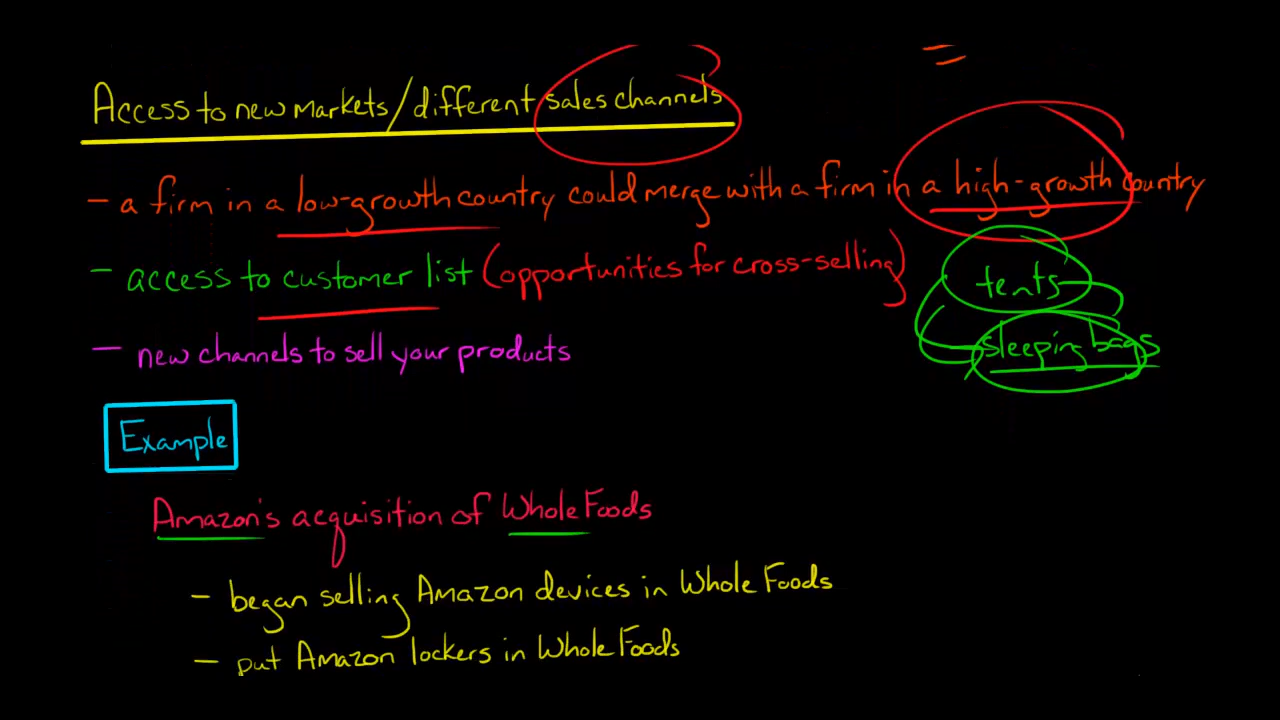 Access to new markets/different sales channels
- a firm in a low-growth country could merge with a firm in a high-growth country
- access to customer list (opportunities for cross-selling)
tents
sleeping bags
- new channels to sell your products
Example
Amazon's acquisition of Whole Foods
- began selling Amazon devices in Whole Foods
- put Amazon lockers in Whole Foods